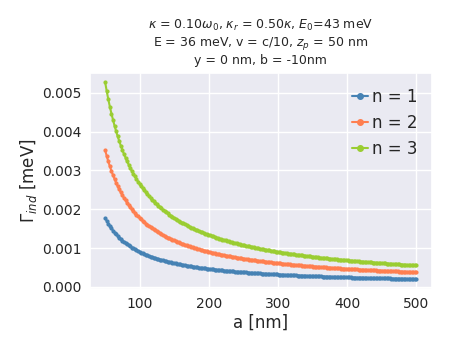 κ = 0.10ω₀, κᵣ = 0.50κ, E₀=43 meV
E = 36 meV, v = c/10, zₚ = 50 nm
y = 0 nm, b = -10nm
0.005
0.004
0.003
0.002
0.001
0.000
Γ_ind [meV]
n = 1
n = 2
n = 3
100 200 300 400 500
a [nm]